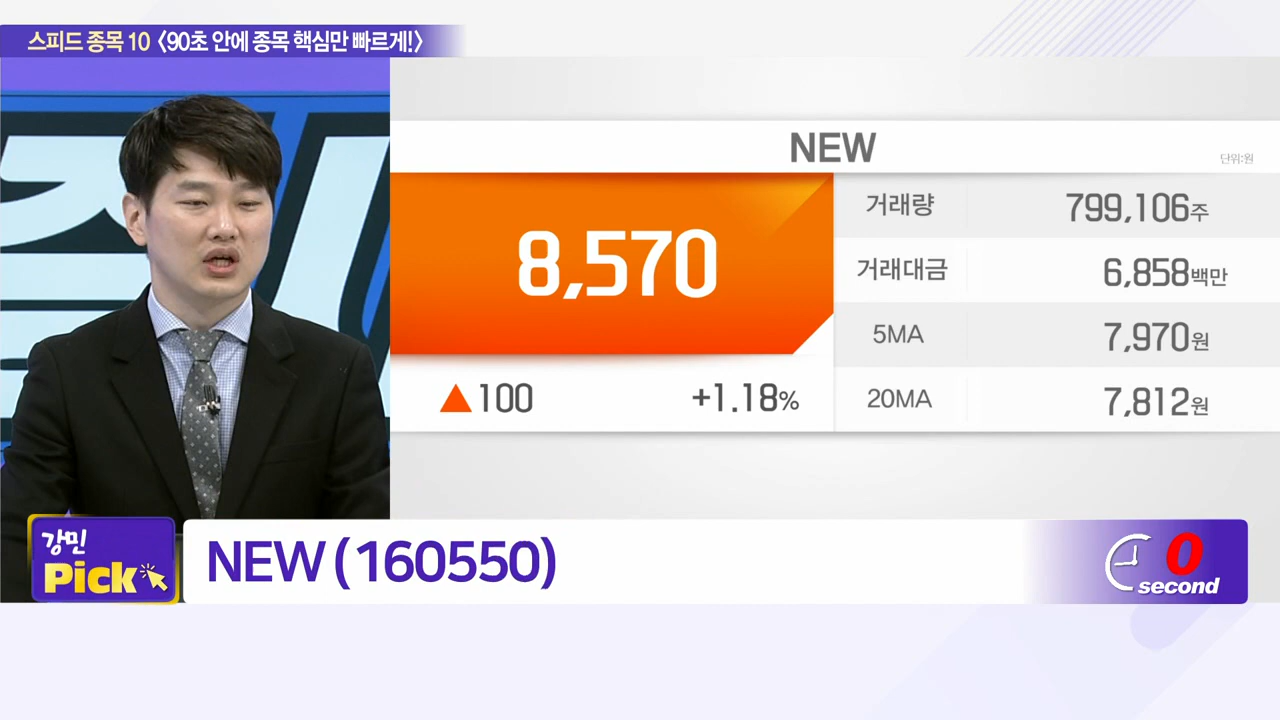 스피드 종목 10 〈90초 안에 종목 핵심만 빠르게!〉
NEW
단위:원
8,570
▲100 +1.18%
거래량 799,106주
거래대금 6,858백만
5MA 7,970원
20MA 7,812원
강민
Pick
NEW (160550)
0
second